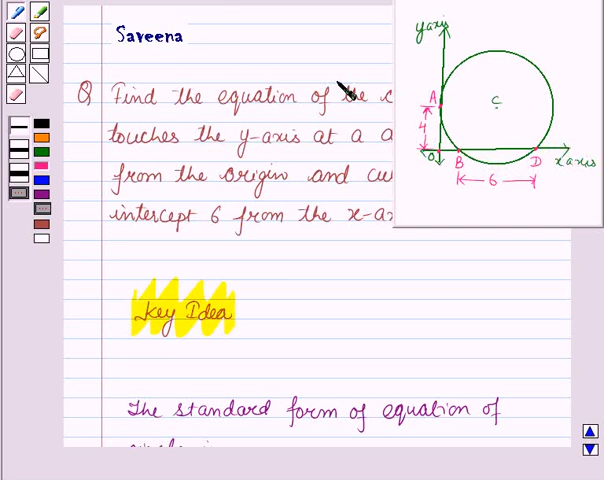 Saveena
Q Find the equation of the
touches the y-axis at a
from the origin and
intercept 6 from the
Key Idea
The standard form of equation of
y axis
A
4
O
B
C
D
x axis
6